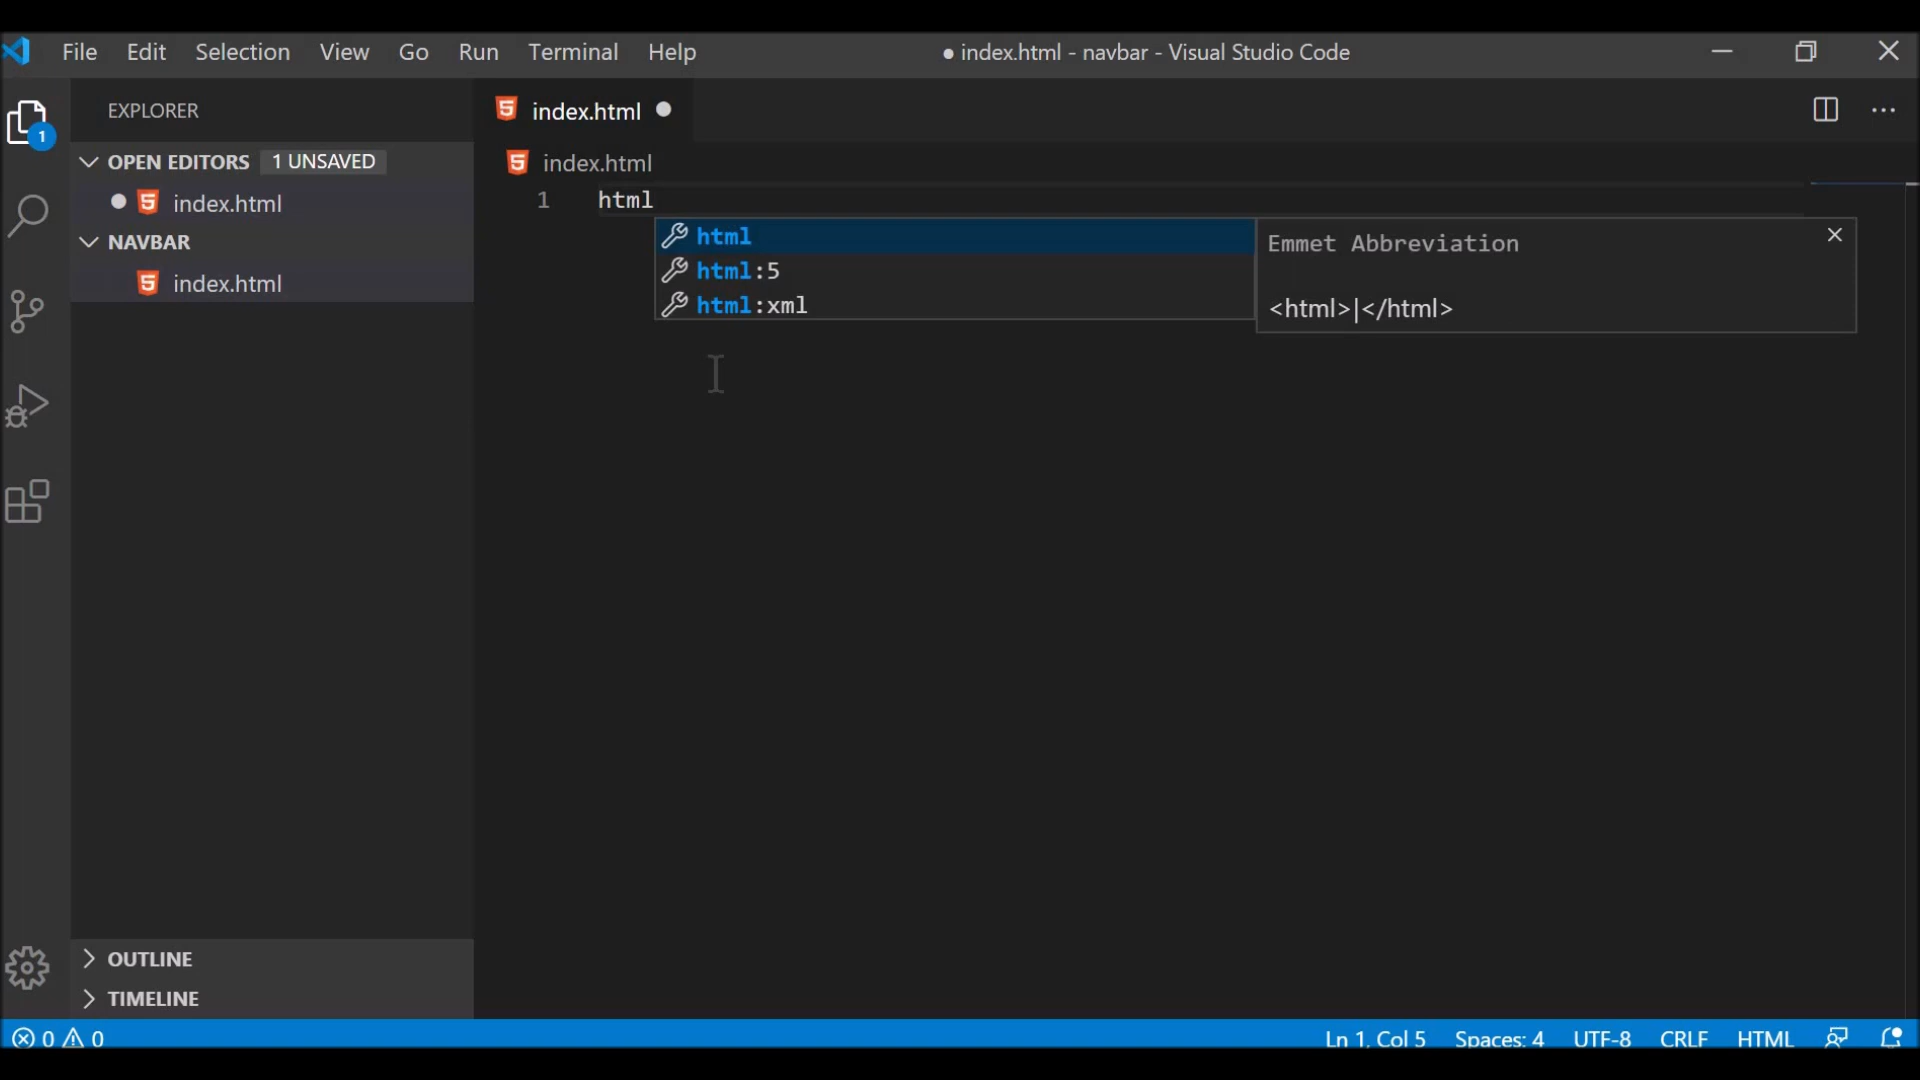 File Edit Selection View Go Run Terminal Help ● index.html - navbar - Visual Studio Code
EXPLORER
1
OPEN EDITORS 1 UNSAVED
index.html
NAVBAR
index.html
OUTLINE
TIMELINE
index.html
index.html
1 html
html
html:5
html:xml
Emmet Abbreviation
<html>|</html>
0 0 Ln 1, Col 5 Spaces: 4 UTF-8 CRLF HTML